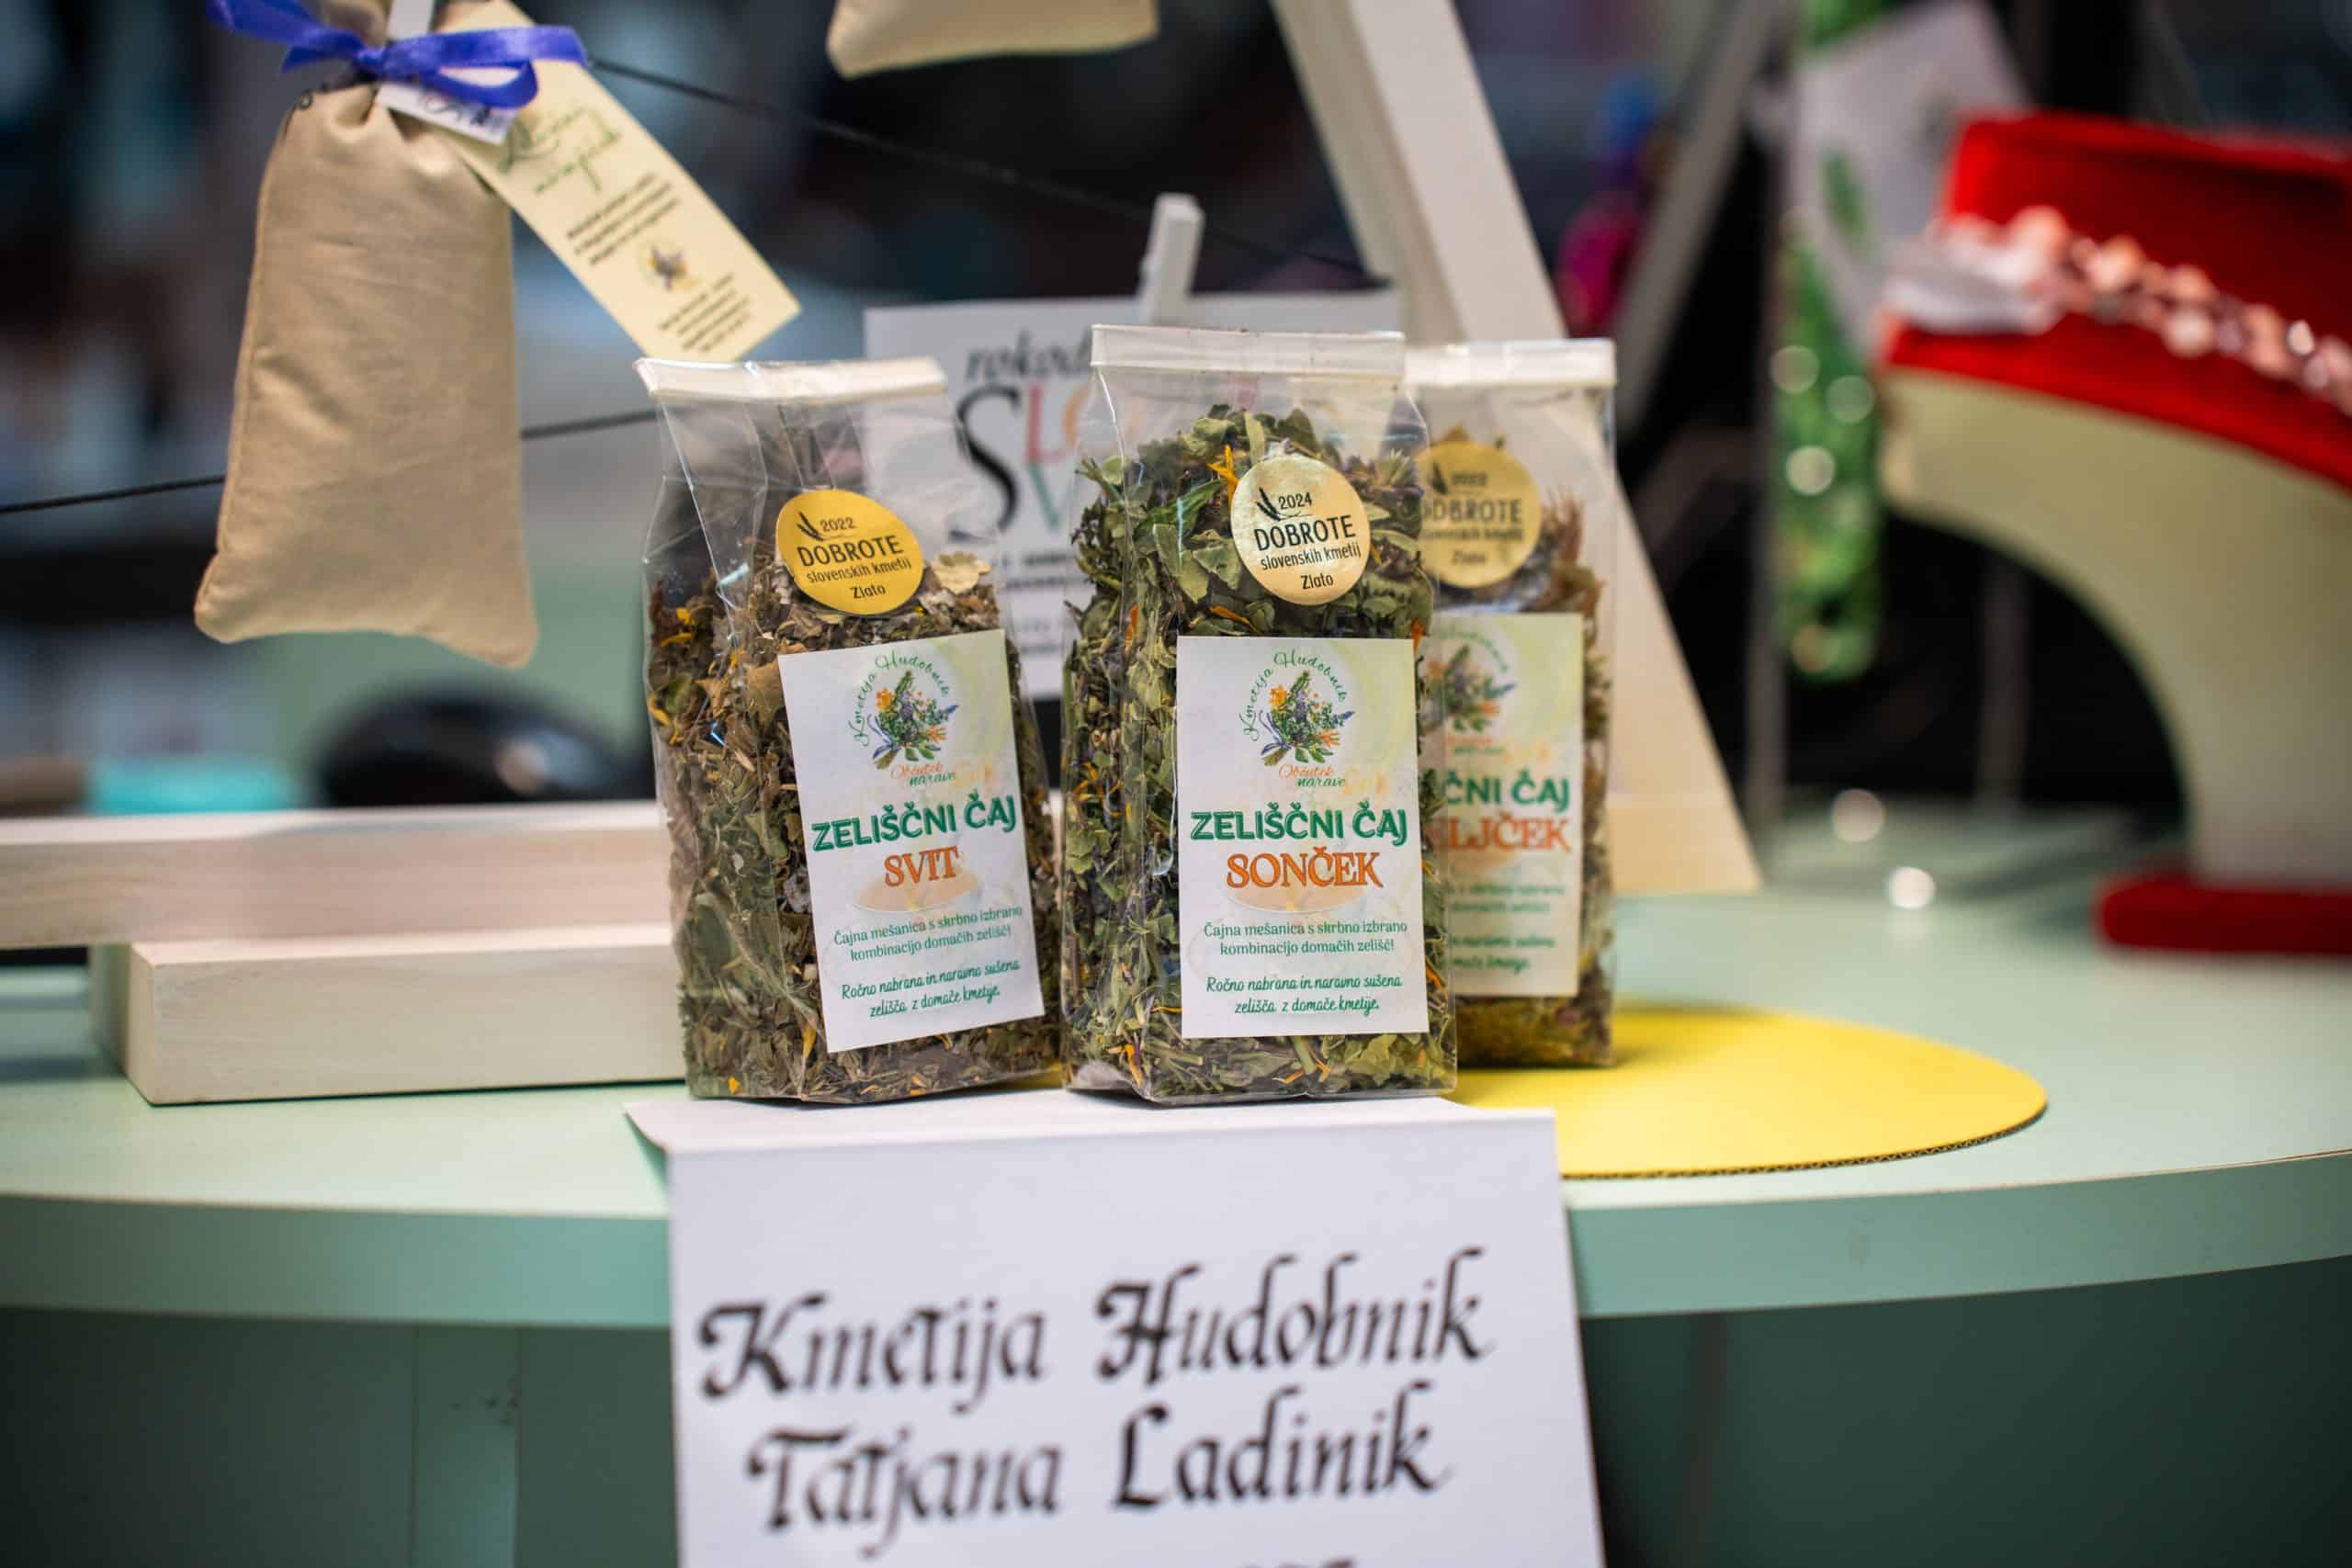 2022
DOBROTE
slovenskih kmetij
Zlato
Kmetija Hudobnik
Občutek
narave
ZELIŠČNI ČAJ
SVIT
Čajna mešanica s skrbno izbrano
kombinacijo domačih zelišč!
Ročno nabrana in naravno sušena
zelišča z domače kmetije.
2024
DOBROTE
slovenskih kmetij
Zlato
Kmetija Hudobnik
Občutek
narave
ZELIŠČNI ČAJ
SONČEK
Čajna mešanica s skrbno izbrano
kombinacijo domačih zelišč!
Ročno nabrana in naravno sušena
zelišča z domače kmetije.
2022
DOBROTE
slovenskih kmetij
Zlato
ČNI ČAJ
LJČEK
Kmetija Hudobnik
Tatjana Ladinik